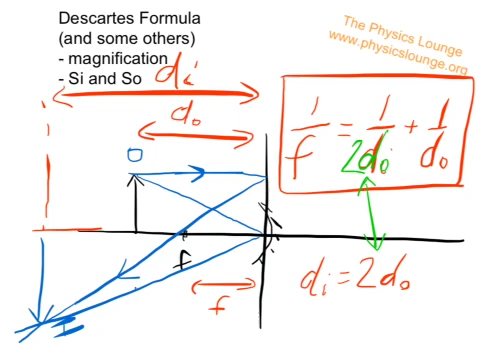 Descartes Formula
(and some others)
- magnification
- Si and So
The Physics Lounge
www.physicslounge.org
di
do
1/f = 1/di + 1/do
2do
O
f
f
di = 2do
I